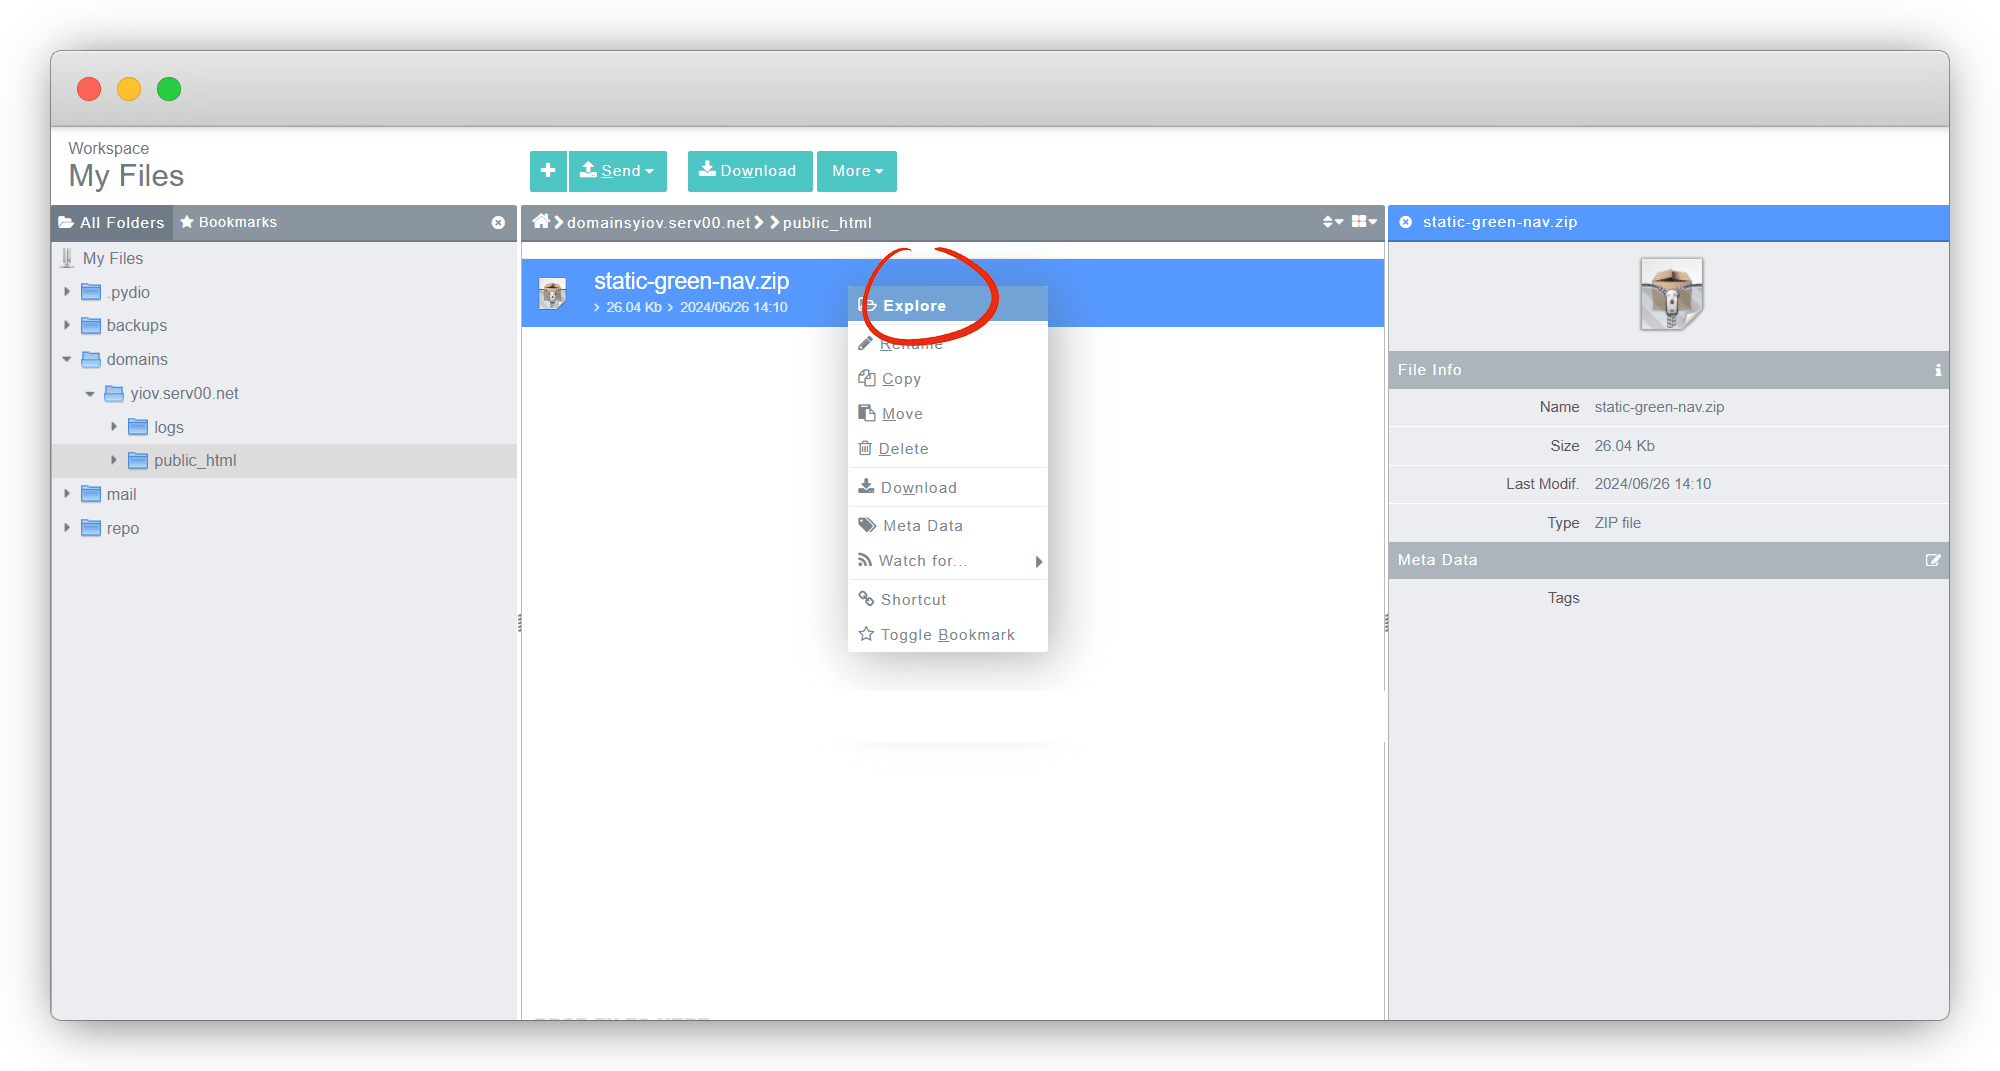 Workspace
My Files
Send
Download
More
All Folders
Bookmarks
domainsyiov.serv00.net
public_html
static-green-nav.zip
My Files
.pydio
backups
domains
yiov.serv00.net
logs
public_html
mail
repo
static-green-nav.zip
26.04 Kb
2024/06/26 14:10
Explore
Rename
Copy
Move
Delete
Download
Meta Data
Watch for...
Shortcut
Toggle Bookmark
File Info
Name static-green-nav.zip
Size 26.04 Kb
Last Modif. 2024/06/26 14:10
Type ZIP file
Meta Data
Tags